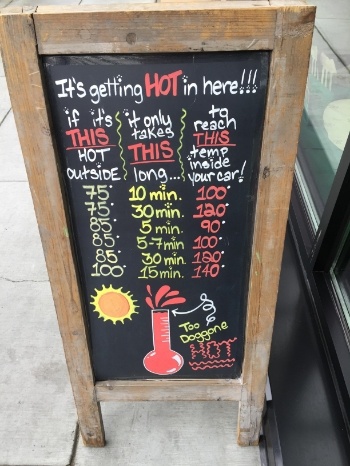 It's getting HOT in here!!!
if it's it only to
THIS takes reach
HOT THIS THIS
outside long... temp
inside
your car!
75° 10 min. 100°
75° 30 min. 120°
85° 5 min. 90°
85° 5-7 min 100°
85° 30 min. 120°
100° 15 min. 140°
Too
Doggone
HOT